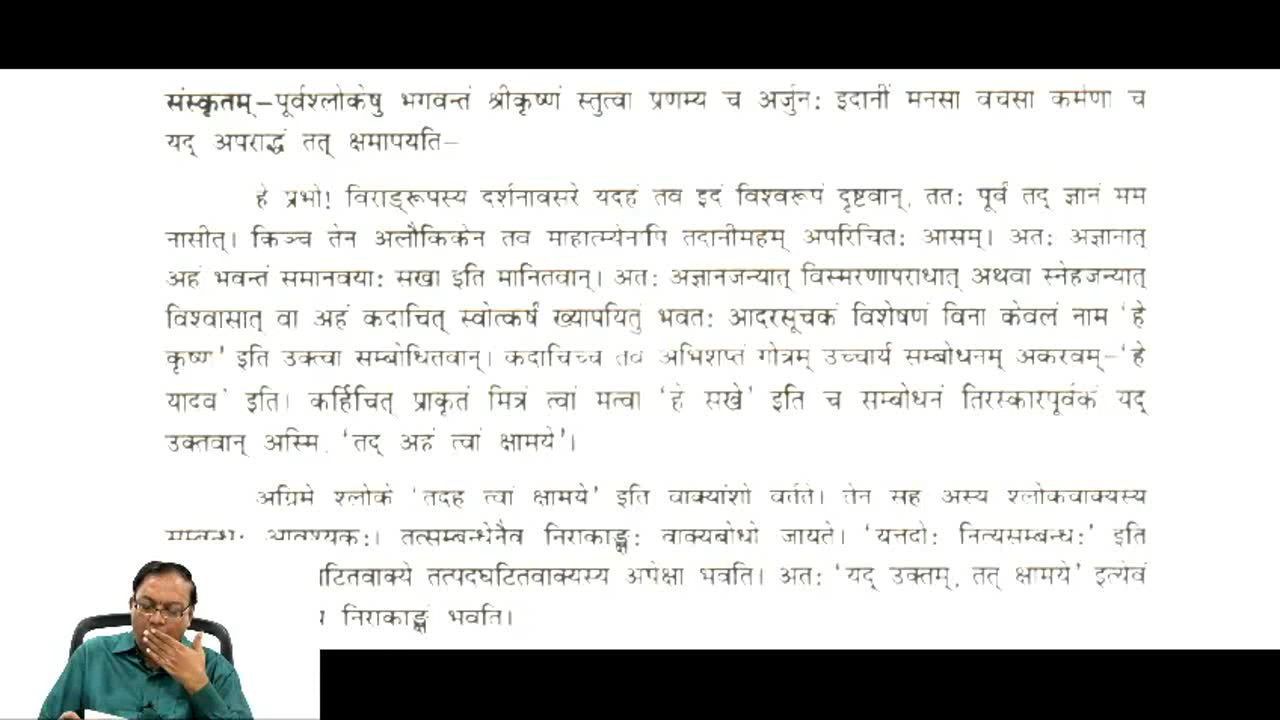 संस्कृतम्–पूर्वश्लोकेषु भगवन्तं श्रीकृष्णं स्तुत्वा प्रणम्य च अर्जुनः इदानीं मनसा वचसा कर्मणा च
यद् अपराद्धं तत् क्षमापयति–
हे प्रभो! विराड्रूपस्य दर्शनावसरे यदहं तव इदं विश्वरूपं दृष्टवान्, ततः पूर्वं तद् ज्ञानं मम
नासीत्। किञ्च तेन अलौकिकेन तव माहात्म्येनापि तदानीमहम् अपरिचितः आसम्। अतः अज्ञानात्
अहं भवन्तं समानवयाः सखा इति मानितवान्। अतः अज्ञानजन्यात् विस्मरणापराधात् अथवा स्नेहजन्यात्
विश्वासात् वा अहं कदाचित् स्वोत्कर्षं ख्यापयितुं भवतः आदरसूचकं विशेषणं विना केवलं नाम 'हे
कृष्ण' इति उक्त्वा सम्बोधितवान्। कदाचिच्च तव अभिशप्तं गोत्रम् उच्चार्य सम्बोधनम् अकरवम्–'हे
यादव' इति। कर्हिचित् प्राकृतं मित्रं त्वां मत्वा 'हे सखे' इति च सम्बोधनं तिरस्कारपूर्वकं यद्
उक्तवान् अस्मि, 'तद् अहं त्वां क्षामये'।
अग्रिमे श्लोके 'तदहं त्वां क्षामये' इति वाक्यांशो वर्तते। तेन सह अस्य श्लोकवाक्यस्य
सम्बन्धः आवश्यकः। तत्सम्बन्धेनैव निराकाङ्क्षः वाक्यबोधो जायते। 'यत्तदोः नित्यसम्बन्धः' इति
टितवाक्ये तत्पदघटितवाक्यस्य अपेक्षा भवति। अतः 'यद् उक्तम्, तत् क्षामये' इत्येवं
निराकाङ्क्षं भवति।